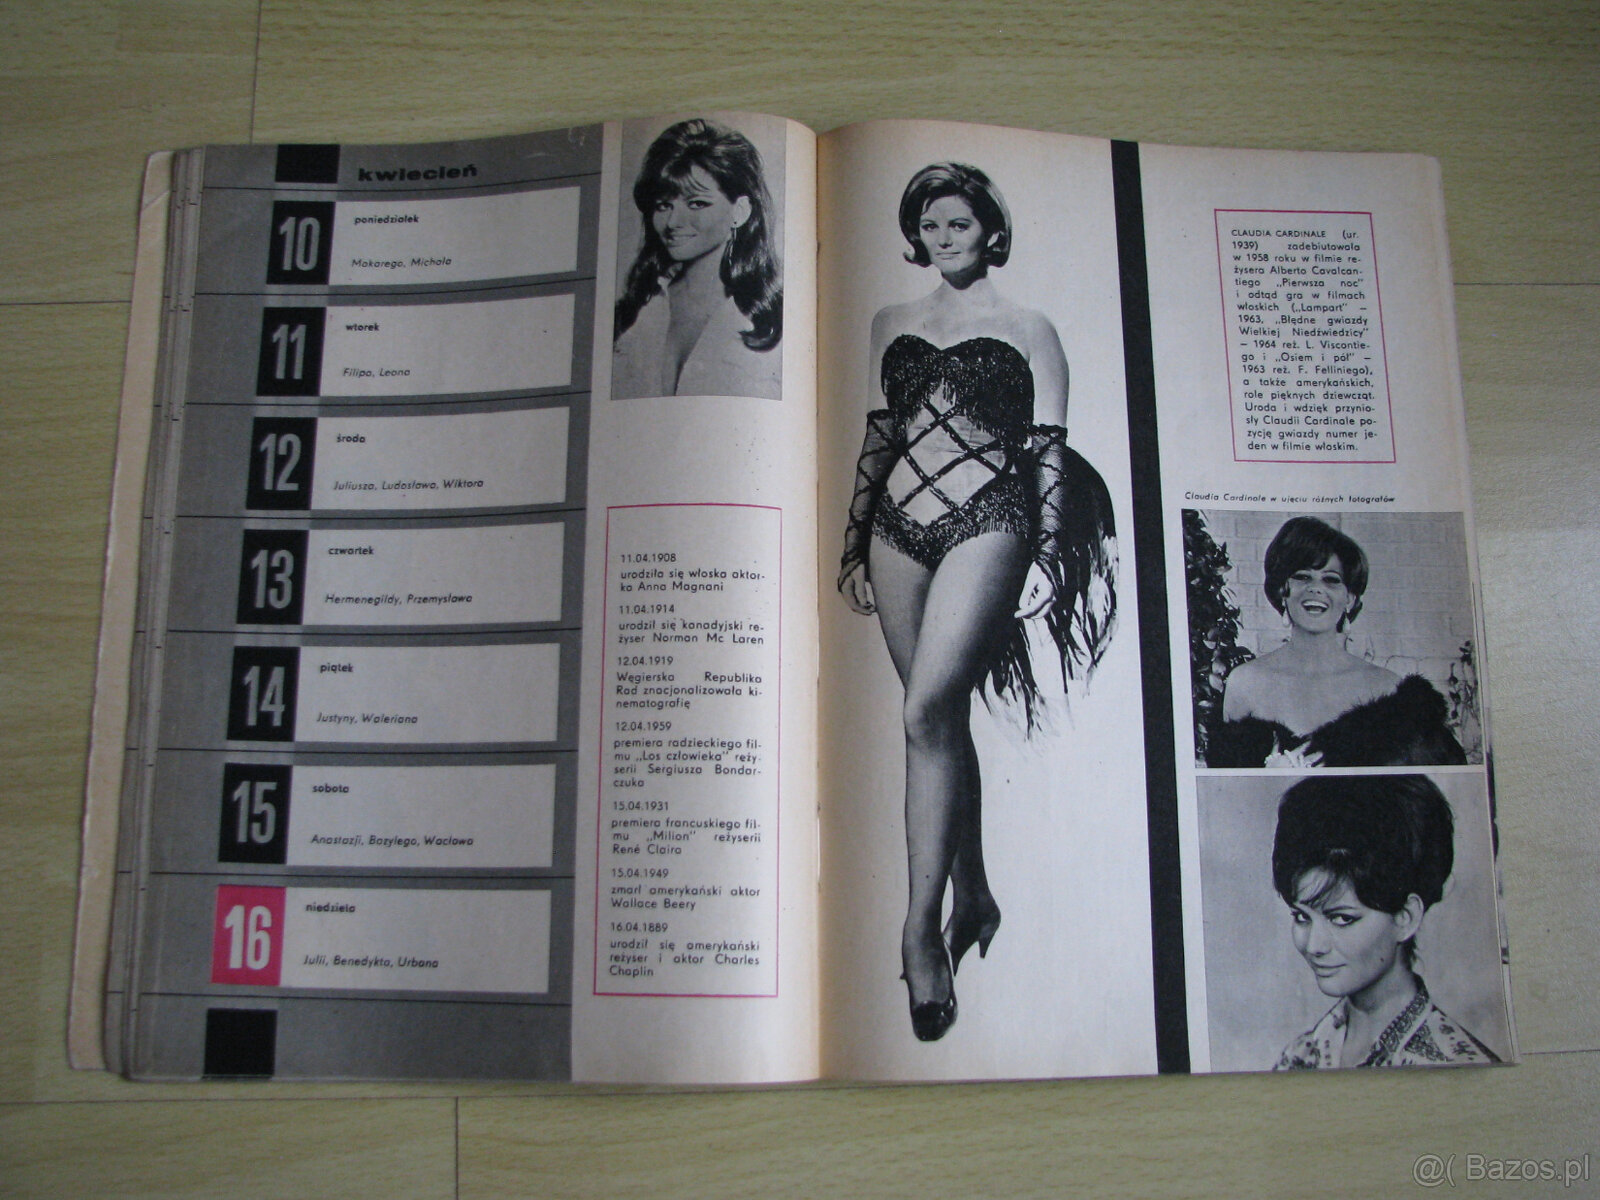 kwiecień
10
poniedziałek
Makarego, Michała
11
wtorek
Filipa, Leona
12
środa
Juliusza, Ludosława, Wiktora
13
czwartek
Hermenegildy, Przemysława
14
piątek
Justyny, Waleriana
15
sobota
Anastazji, Bazylego, Wacława
16
niedziela
Julii, Benedykta, Urbana
11.04.1908
urodziła się włoska aktor-
ka Anna Magnani
11.04.1914
urodził się kanadyjski re-
żyser Norman Mc Laren
12.04.1919
Węgierska Republika
Rad znacjonalizowała ki-
nematografię
12.04.1959
premiera radzieckiego fil-
mu „Los człowieka" reży-
serii Sergiusza Bondar-
czuka
15.04.1931
premiera francuskiego fil-
mu „Milion" reżyserii
René Claira
15.04.1949
zmarł amerykański aktor
Wallace Beery
16.04.1889
urodził się amerykański
reżyser i aktor Charles
Chaplin
CLAUDIA CARDINALE (ur.
1939) zadebiutowała
w 1958 roku w filmie re-
żysera Alberto Cavalcan-
tiego „Pierwsza noc"
i odtąd gra w filmach
włoskich („Lampart" –
1963, „Błędne gwiazdy
Wielkiej Niedźwiedzicy"
– 1964 reż. L. Viscontie-
go i „Osiem i pół" –
1963 reż. F. Felliniego),
a także amerykańskich,
role pięknych dziewcząt.
Uroda i wdzięk przynio-
sły Claudii Cardinale po-
zycję gwiazdy numer je-
den w filmie włoskim.
Claudia Cardinale w ujęciu różnych fotografów
@( Bazos.pl